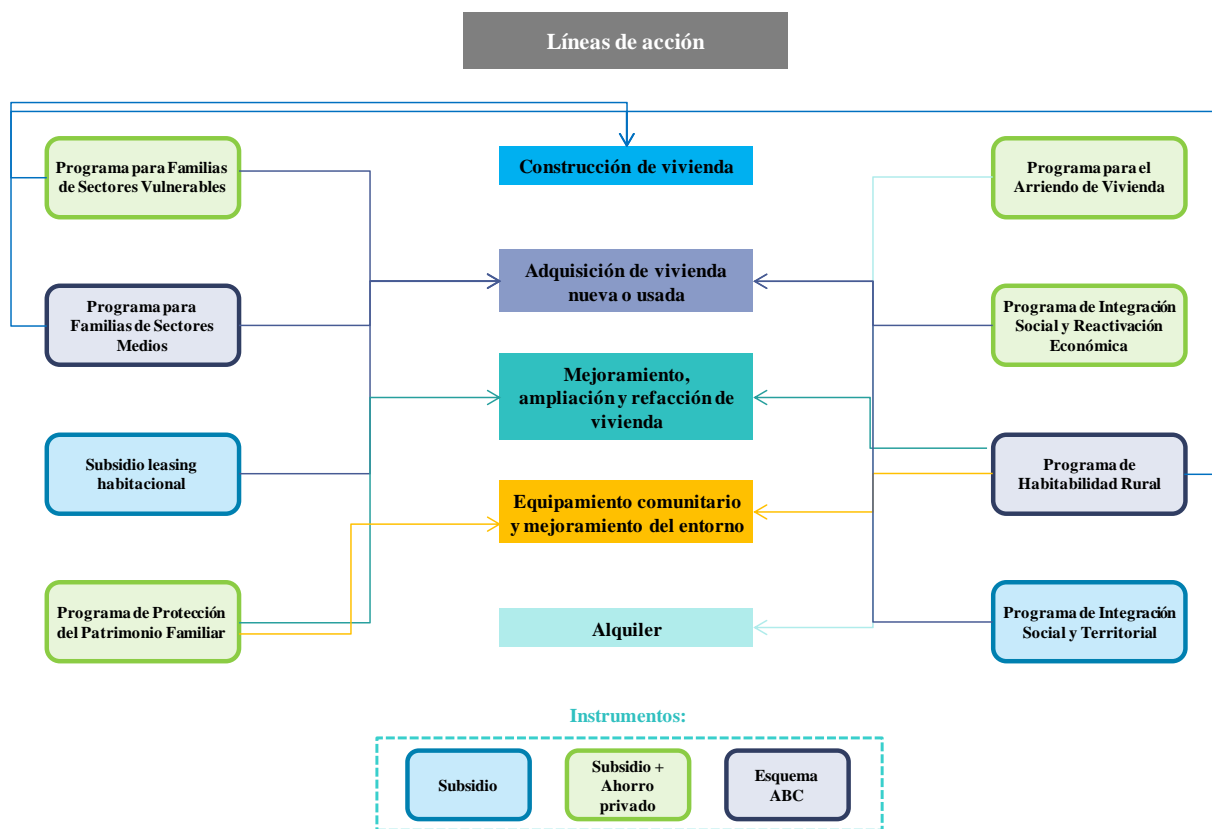 Líneas de acción
Programa para Familias
de Sectores Vulnerables
Construcción de vivienda
Programa para el
Arriendo de Vivienda
Programa para
Familias de Sectores
Medios
Adquisición de vivienda
nueva o usada
Programa de Integración
Social y Reactivación
Económica
Mejoramiento,
ampliación y refacción de
vivienda
Subsidio leasing
habitacional
Equipamiento comunitario
y mejoramiento del entorno
Programa de
Habitabilidad Rural
Programa de Protección
del Patrimonio Familiar
Alquiler
Programa de Integración
Social y Territorial
Instrumentos:
Subsidio
Subsidio +
Ahorro
privado
Esquema
ABC